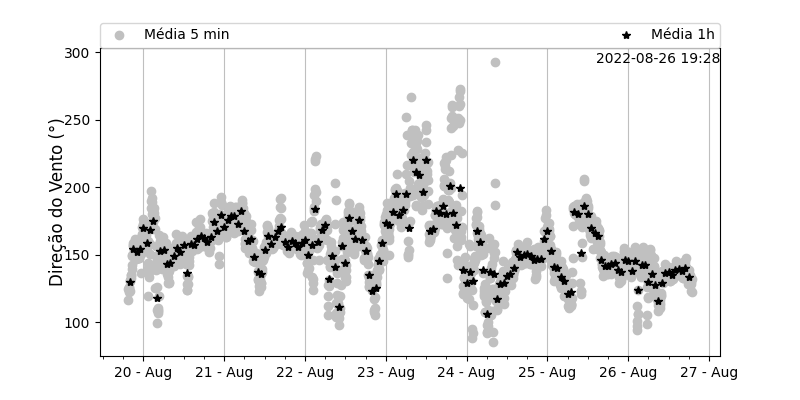 Média 5 min
Média 1h
2022-08-26 19:28
Direção do Vento (°)
300
250
200
150
100
20 - Aug
21 - Aug
22 - Aug
23 - Aug
24 - Aug
25 - Aug
26 - Aug
27 - Aug